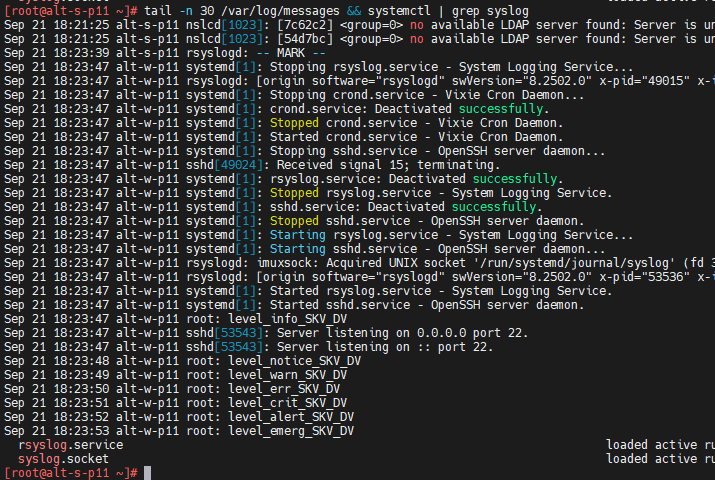 loaded active ru
[root@alt-s-p11 ~]# tail -n 30 /var/log/messages && systemctl | grep syslog
Sep 21 18:21:25 alt-s-p11 nslcd[1023]: [7c62c2] <group=0> no available LDAP server found: Server is un
Sep 21 18:21:25 alt-s-p11 nslcd[1023]: [54d7bc] <group=0> no available LDAP server found: Server is un
Sep 21 18:23:39 alt-s-p11 rsyslogd: -- MARK --
Sep 21 18:23:47 alt-w-p11 systemd[1]: Stopping rsyslog.service - System Logging Service...
Sep 21 18:23:47 alt-w-p11 rsyslogd: [origin software="rsyslogd" swVersion="8.2502.0" x-pid="49015" x-i
Sep 21 18:23:47 alt-w-p11 systemd[1]: Stopping crond.service - Vixie Cron Daemon...
Sep 21 18:23:47 alt-w-p11 systemd[1]: crond.service: Deactivated successfully.
Sep 21 18:23:47 alt-w-p11 systemd[1]: Stopped crond.service - Vixie Cron Daemon.
Sep 21 18:23:47 alt-w-p11 systemd[1]: Started crond.service - Vixie Cron Daemon.
Sep 21 18:23:47 alt-w-p11 systemd[1]: Stopping sshd.service - OpenSSH server daemon...
Sep 21 18:23:47 alt-w-p11 sshd[49024]: Received signal 15; terminating.
Sep 21 18:23:47 alt-w-p11 systemd[1]: rsyslog.service: Deactivated successfully.
Sep 21 18:23:47 alt-w-p11 systemd[1]: Stopped rsyslog.service - System Logging Service.
Sep 21 18:23:47 alt-w-p11 systemd[1]: sshd.service: Deactivated successfully.
Sep 21 18:23:47 alt-w-p11 systemd[1]: Stopped sshd.service - OpenSSH server daemon.
Sep 21 18:23:47 alt-w-p11 systemd[1]: Starting rsyslog.service - System Logging Service...
Sep 21 18:23:47 alt-w-p11 systemd[1]: Starting sshd.service - OpenSSH server daemon...
Sep 21 18:23:47 alt-w-p11 rsyslogd: imuxsock: Acquired UNIX socket '/run/systemd/journal/syslog' (fd 3
Sep 21 18:23:47 alt-w-p11 rsyslogd: [origin software="rsyslogd" swVersion="8.2502.0" x-pid="53536" x-i
Sep 21 18:23:47 alt-w-p11 systemd[1]: Started rsyslog.service - System Logging Service.
Sep 21 18:23:47 alt-w-p11 systemd[1]: Started sshd.service - OpenSSH server daemon.
Sep 21 18:23:47 alt-w-p11 root: level_info_SKV_DV
Sep 21 18:23:47 alt-w-p11 sshd[53543]: Server listening on 0.0.0.0 port 22.
Sep 21 18:23:47 alt-w-p11 sshd[53543]: Server listening on :: port 22.
Sep 21 18:23:48 alt-w-p11 root: level_notice_SKV_DV
Sep 21 18:23:49 alt-w-p11 root: level_warn_SKV_DV
Sep 21 18:23:50 alt-w-p11 root: level_err_SKV_DV
Sep 21 18:23:51 alt-w-p11 root: level_crit_SKV_DV
Sep 21 18:23:52 alt-w-p11 root: level_alert_SKV_DV
Sep 21 18:23:53 alt-w-p11 root: level_emerg_SKV_DV
rsyslog.service loaded active ru
syslog.socket loaded active ru
[root@alt-s-p11 ~]#